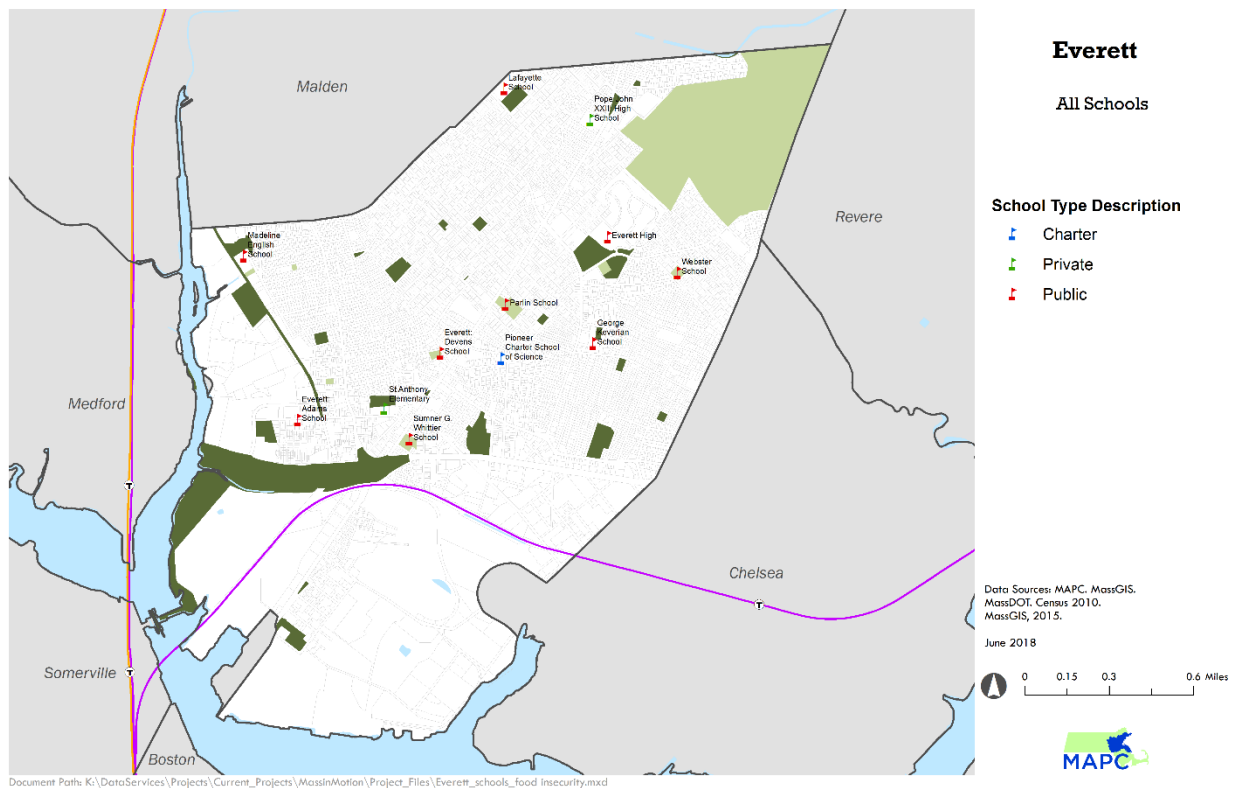 Everett
All Schools
Malden
Lafayette
School
Pope John
XXIII High
School
Revere
School Type Description
Charter
Private
Public
Madeline
English
School
Everett High
Webster
School
Parlin School
George
Keverian
School
Everett:
Devens
School
Pioneer
Charter School
of Science
Medford
Everett:
Adams
School
St Anthony
Elementary
Sumner G.
Whittier
School
T
Chelsea
T
Somerville
T
Boston
Data Sources: MAPC. MassGIS.
MassDOT. Census 2010.
MassGIS, 2015.
June 2018
0 0.15 0.3 0.6 Miles
MAPC
Document Path: K:\DataServices\Projects\Current_Projects\MassInMotion\Project_Files\Everett_schools_food insecurity.mxd